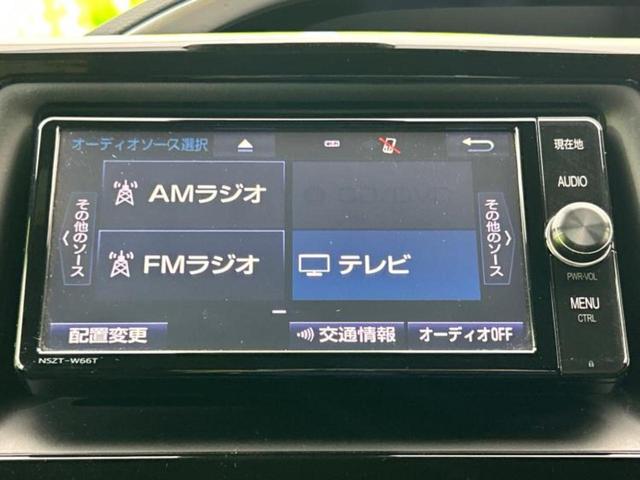 オーディオソース選択
現在地
AMラジオ
AUDIO
その他のソース
その他のソース
FMラジオ
テレビ
PWR-VOL
MENU
CTRL
配置変更
交通情報
オーディオOFF
NSZT-W66T